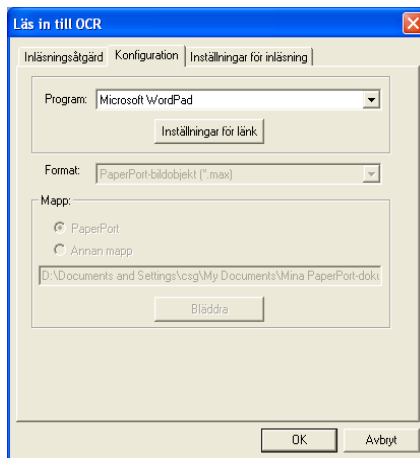 Läs in till OCR
Inläsningsåtgärd Konfiguration Inställningar för inläsning
Program: Microsoft WordPad
Inställningar för länk
Format: PaperPort-bildobjekt (*.max)
Mapp:
PaperPort
Annan mapp
D:\Documents and Settings\csg\My Documents\Mina PaperPort-doku
Bläddra
OK Avbryt